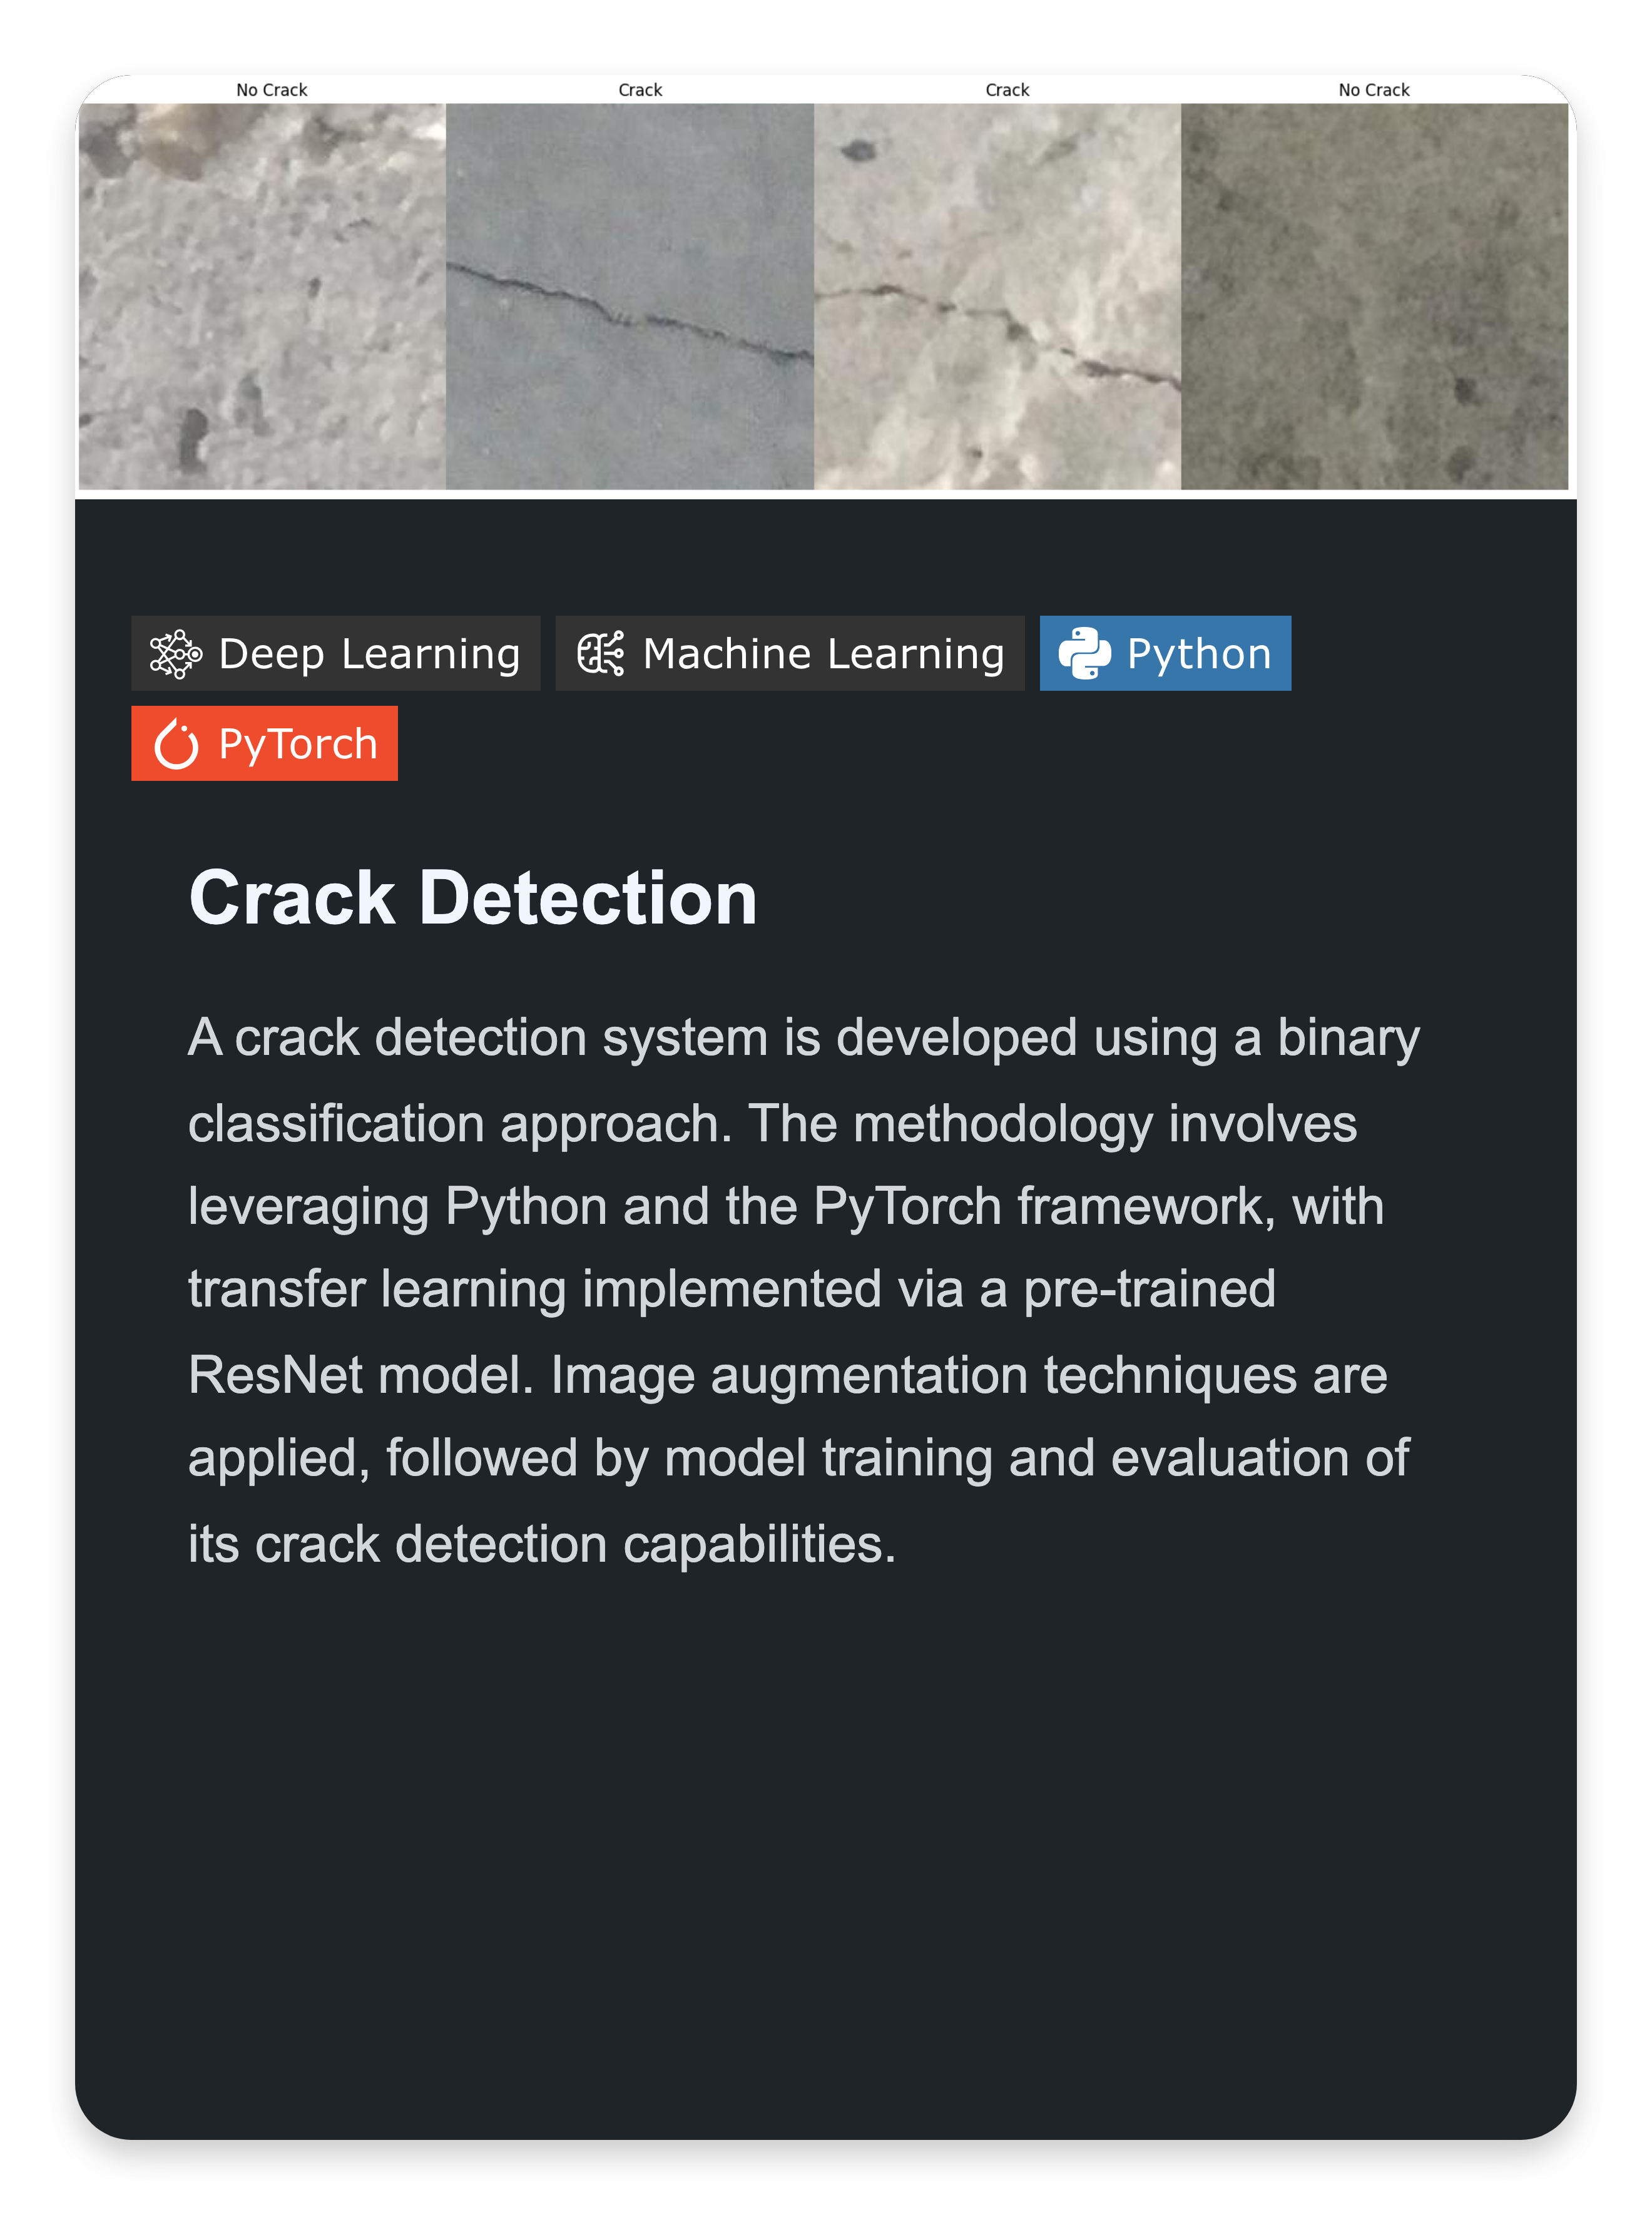 No Crack
Crack
Crack
No Crack
Deep Learning
Machine Learning
Python
PyTorch
Crack Detection
A crack detection system is developed using a binary
classification approach. The methodology involves
leveraging Python and the PyTorch framework, with
transfer learning implemented via a pre-trained
ResNet model. Image augmentation techniques are
applied, followed by model training and evaluation of
its crack detection capabilities.